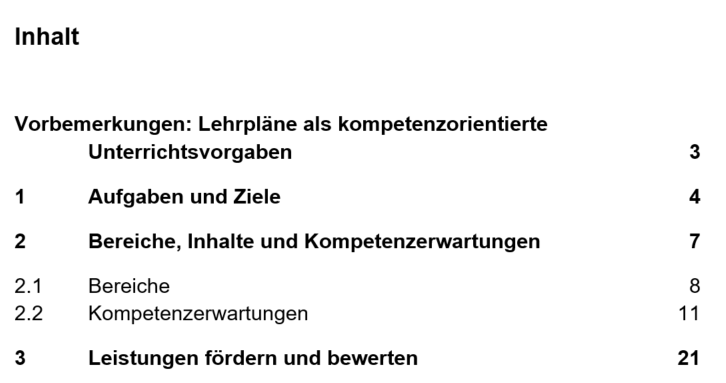 Inhalt
Vorbemerkungen: Lehrpläne als kompetenzorientierte
Unterrichtsvorgaben 3
1 Aufgaben und Ziele 4
2 Bereiche, Inhalte und Kompetenzerwartungen 7
2.1 Bereiche 8
2.2 Kompetenzerwartungen 11
3 Leistungen fördern und bewerten 21